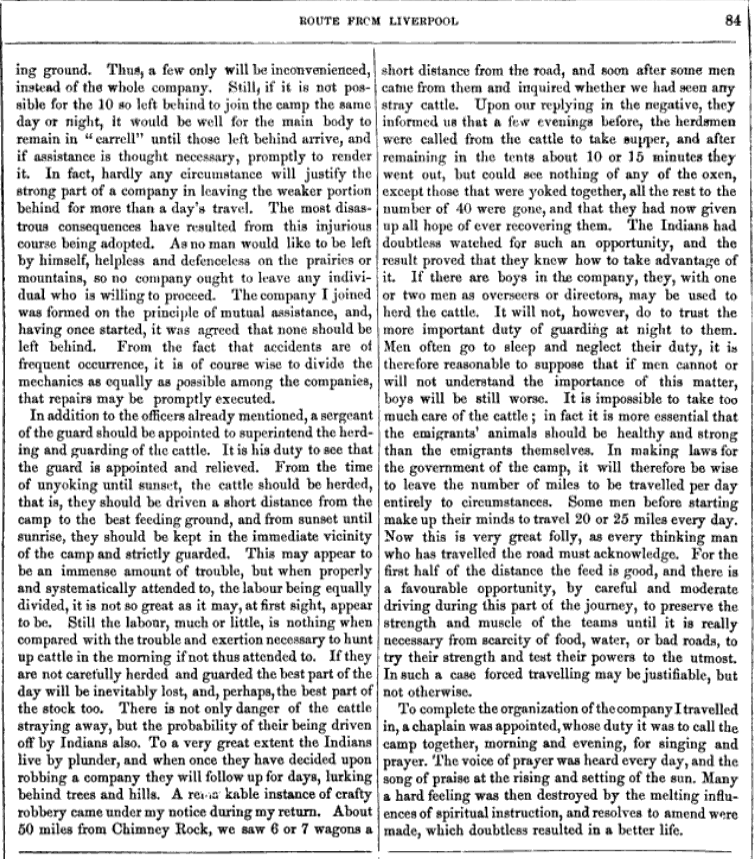 ROUTE FROM LIVERPOOL 84
ing ground. Thus, a few only will be inconvenienced,
instead of the whole company. Still, if it is not pos-
sible for the 10 so left behind to join the camp the same
day or night, it would be well for the main body to
remain in "carrell" until those left behind arrive, and
if assistance is thought necessary, promptly to render
it. In fact, hardly any circumstance will justify the
strong part of a company in leaving the weaker portion
behind for more than a day's travel. The most disas-
trous consequences have resulted from this injurious
course being adopted. As no man would like to be left
by himself, helpless and defenceless on the prairies or
mountains, so no company ought to leave any indivi-
dual who is willing to proceed. The company I joined
was formed on the principle of mutual assistance, and,
having once started, it was agreed that none should be
left behind. From the fact that accidents are of
frequent occurrence, it is of course wise to divide the
mechanics as equally as possible among the companies,
that repairs may be promptly executed.
In addition to the officers already mentioned, a sergeant
of the guard should be appointed to superintend the herd-
ing and guarding of the cattle. It is his duty to see that
the guard is appointed and relieved. From the time
of unyoking until sunset, the cattle should be herded,
that is, they should be driven a short distance from the
camp to the best feeding ground, and from sunset until
sunrise, they should be kept in the immediate vicinity
of the camp and strictly guarded. This may appear to
be an immense amount of trouble, but when properly
and systematically attended to, the labour being equally
divided, it is not so great as it may, at first sight, appear
to be. Still the labour, much or little, is nothing when
compared with the trouble and exertion necessary to hunt
up cattle in the morning if not thus attended to. If they
are not carefully herded and guarded the best part of the
day will be inevitably lost, and, perhaps, the best part of
the stock too. There is not only danger of the cattle
straying away, but the probability of their being driven
off by Indians also. To a very great extent the Indians
live by plunder, and when once they have decided upon
robbing a company they will follow up for days, lurking
behind trees and hills. A remarkable instance of crafty
robbery came under my notice during my return. About
50 miles from Chimney Rock, we saw 6 or 7 wagons a
short distance from the road, and soon after some men
came from them and inquired whether we had seen any
stray cattle. Upon our replying in the negative, they
informed us that a few evenings before, the herdsmen
were called from the cattle to take supper, and after
remaining in the tents about 10 or 15 minutes they
went out, but could see nothing of any of the oxen,
except those that were yoked together, all the rest to the
number of 40 were gone, and that they had now given
up all hope of ever recovering them. The Indians had
doubtless watched for such an opportunity, and the
result proved that they knew how to take advantage of
it. If there are boys in the company, they, with one
or two men as overseers or directors, may be used to
herd the cattle. It will not, however, do to trust the
more important duty of guarding at night to them.
Men often go to sleep and neglect their duty, it is
therefore reasonable to suppose that if men cannot or
will not understand the importance of this matter,
boys will be still worse. It is impossible to take too
much care of the cattle; in fact it is more essential that
the emigrants' animals should be healthy and strong
than the emigrants themselves. In making laws for
the government of the camp, it will therefore be wise
to leave the number of miles to be travelled per day
entirely to circumstances. Some men before starting
make up their minds to travel 20 or 25 miles every day.
Now this is very great folly, as every thinking man
who has travelled the road must acknowledge. For the
first half of the distance the feed is good, and there is
a favourable opportunity, by careful and moderate
driving during this part of the journey, to preserve the
strength and muscle of the teams until it is really
necessary from scarcity of food, water, or bad roads, to
try their strength and test their powers to the utmost.
In such a case forced travelling may be justifiable, but
not otherwise.
To complete the organization of the company I travelled
in, a chaplain was appointed, whose duty it was to call the
camp together, morning and evening, for singing and
prayer. The voice of prayer was heard every day, and the
song of praise at the rising and setting of the sun. Many
a hard feeling was then destroyed by the melting influ-
ences of spiritual instruction, and resolves to amend were
made, which doubtless resulted in a better life.